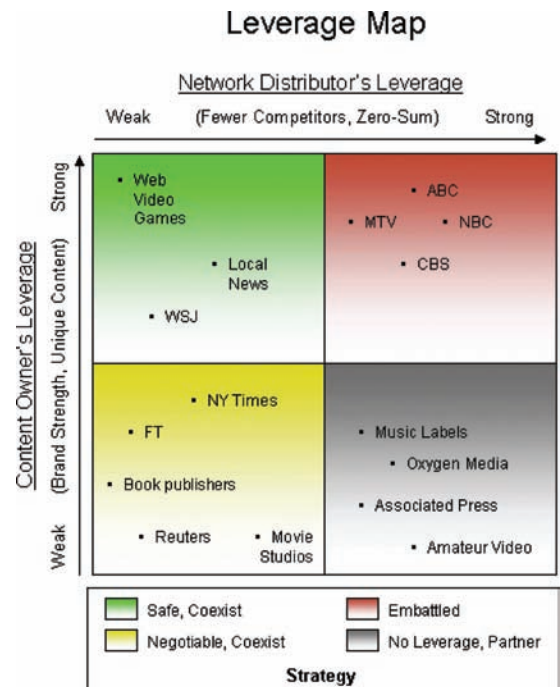 Leverage Map
Network Distributor's Leverage
Weak (Fewer Competitors, Zero-Sum) Strong
Content Owner's Leverage
(Brand Strength, Unique Content)
Strong
Weak
Web
Video
Games
Local
News
WSJ
ABC
MTV
NBC
CBS
NY Times
FT
Book publishers
Reuters
Movie
Studios
Music Labels
Oxygen Media
Associated Press
Amateur Video
Safe, Coexist
Embattled
Negotiable, Coexist
No Leverage, Partner
Strategy